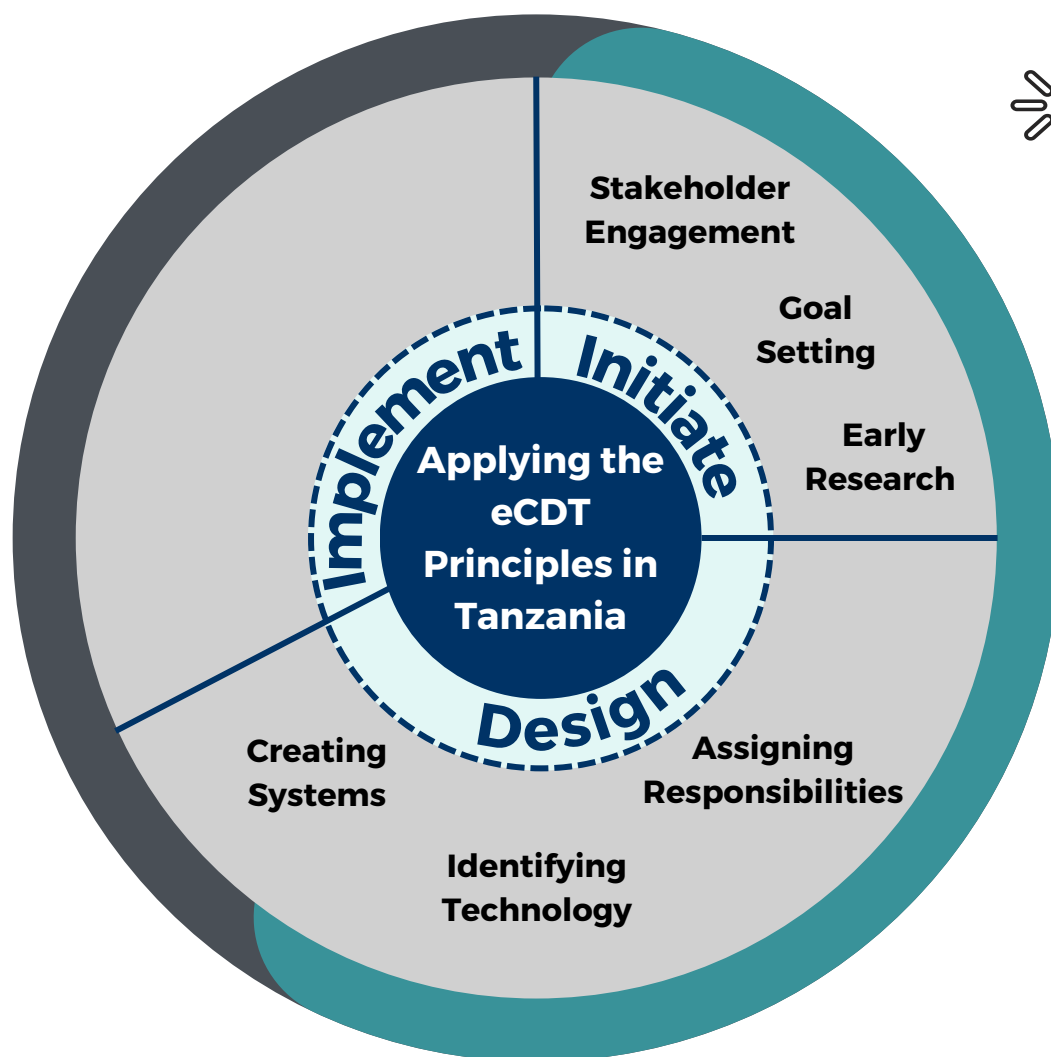 Stakeholder
Engagement
Goal
Setting
Early
Research
Implement
Initiate
Applying the
eCDT
Principles in
Tanzania
Design
Creating
Systems
Assigning
Responsibilities
Identifying
Technology